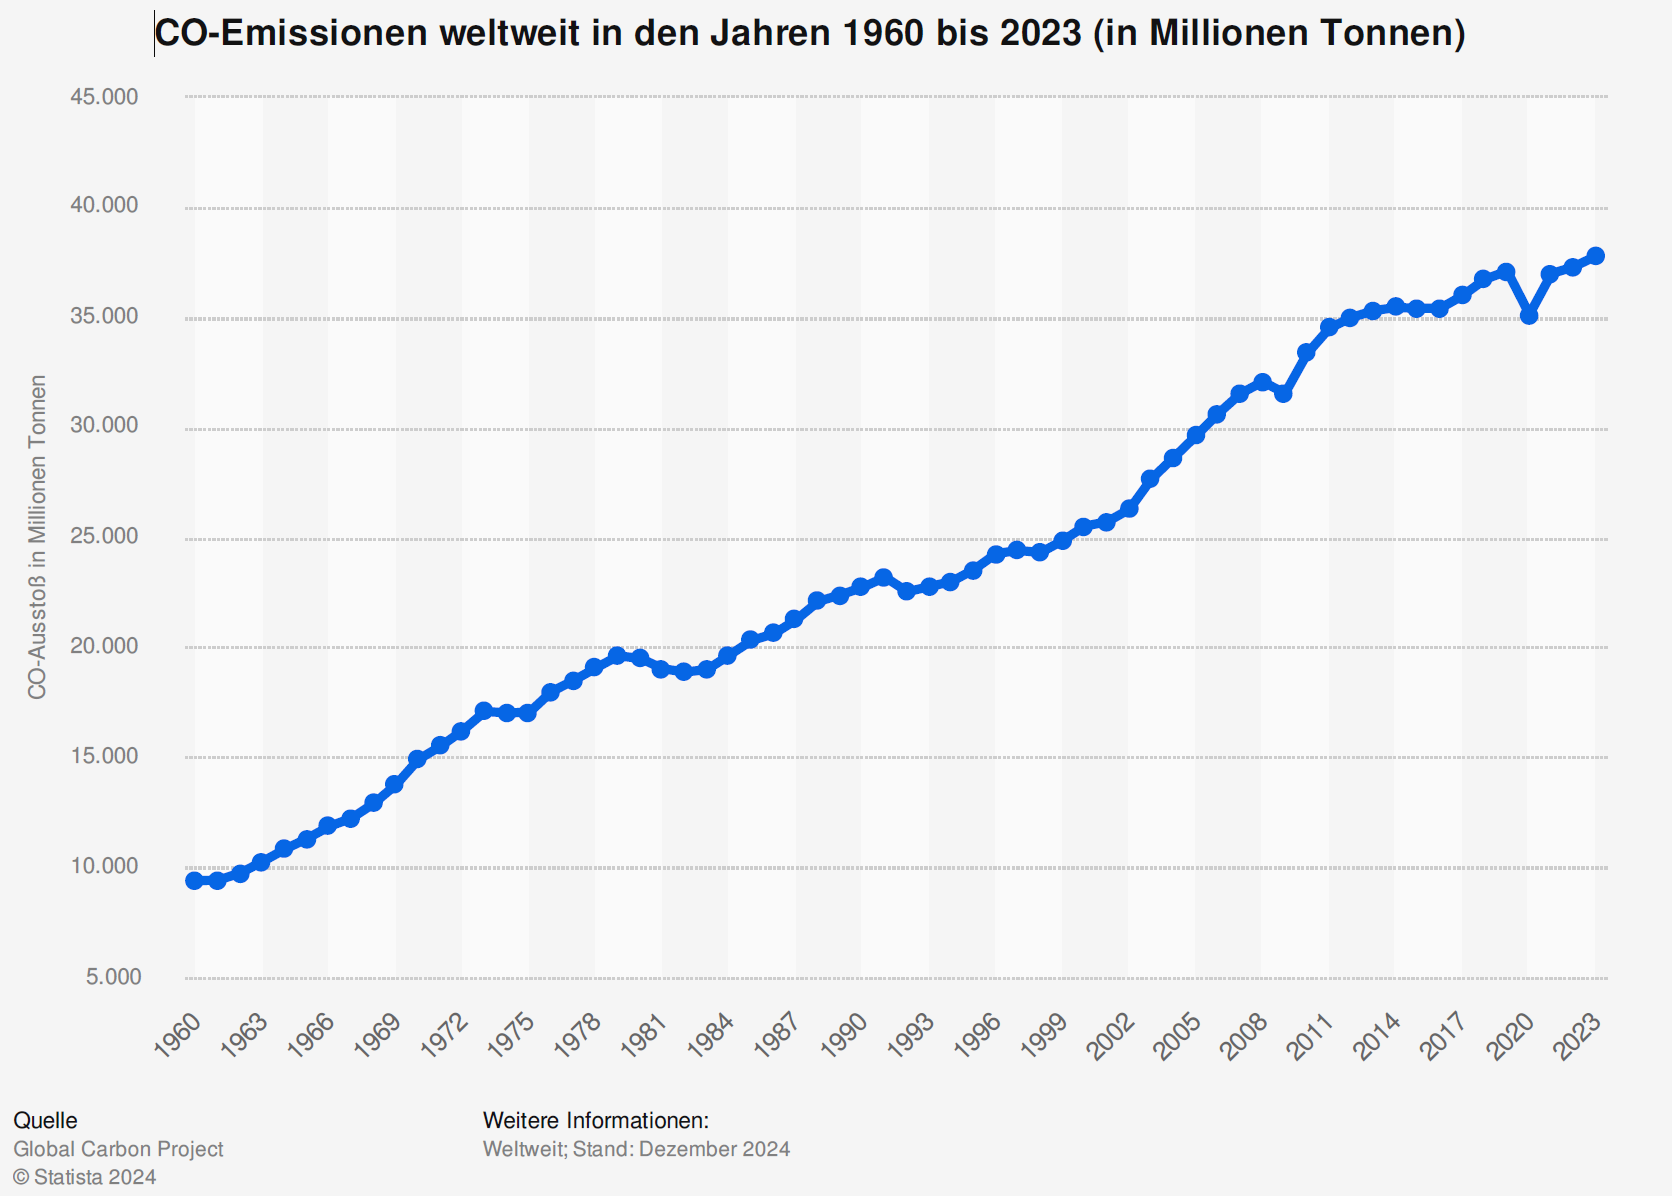 CO-Emissionen weltweit in den Jahren 1960 bis 2023 (in Millionen Tonnen)
CO-Ausstoß in Millionen Tonnen
45.000
40.000
35.000
30.000
25.000
20.000
15.000
10.000
5.000
1960 1963 1966 1969 1972 1975 1978 1981 1984 1987 1990 1993 1996 1999 2002 2005 2008 2011 2014 2017 2020 2023
Quelle
Global Carbon Project
© Statista 2024
Weitere Informationen:
Weltweit; Stand: Dezember 2024